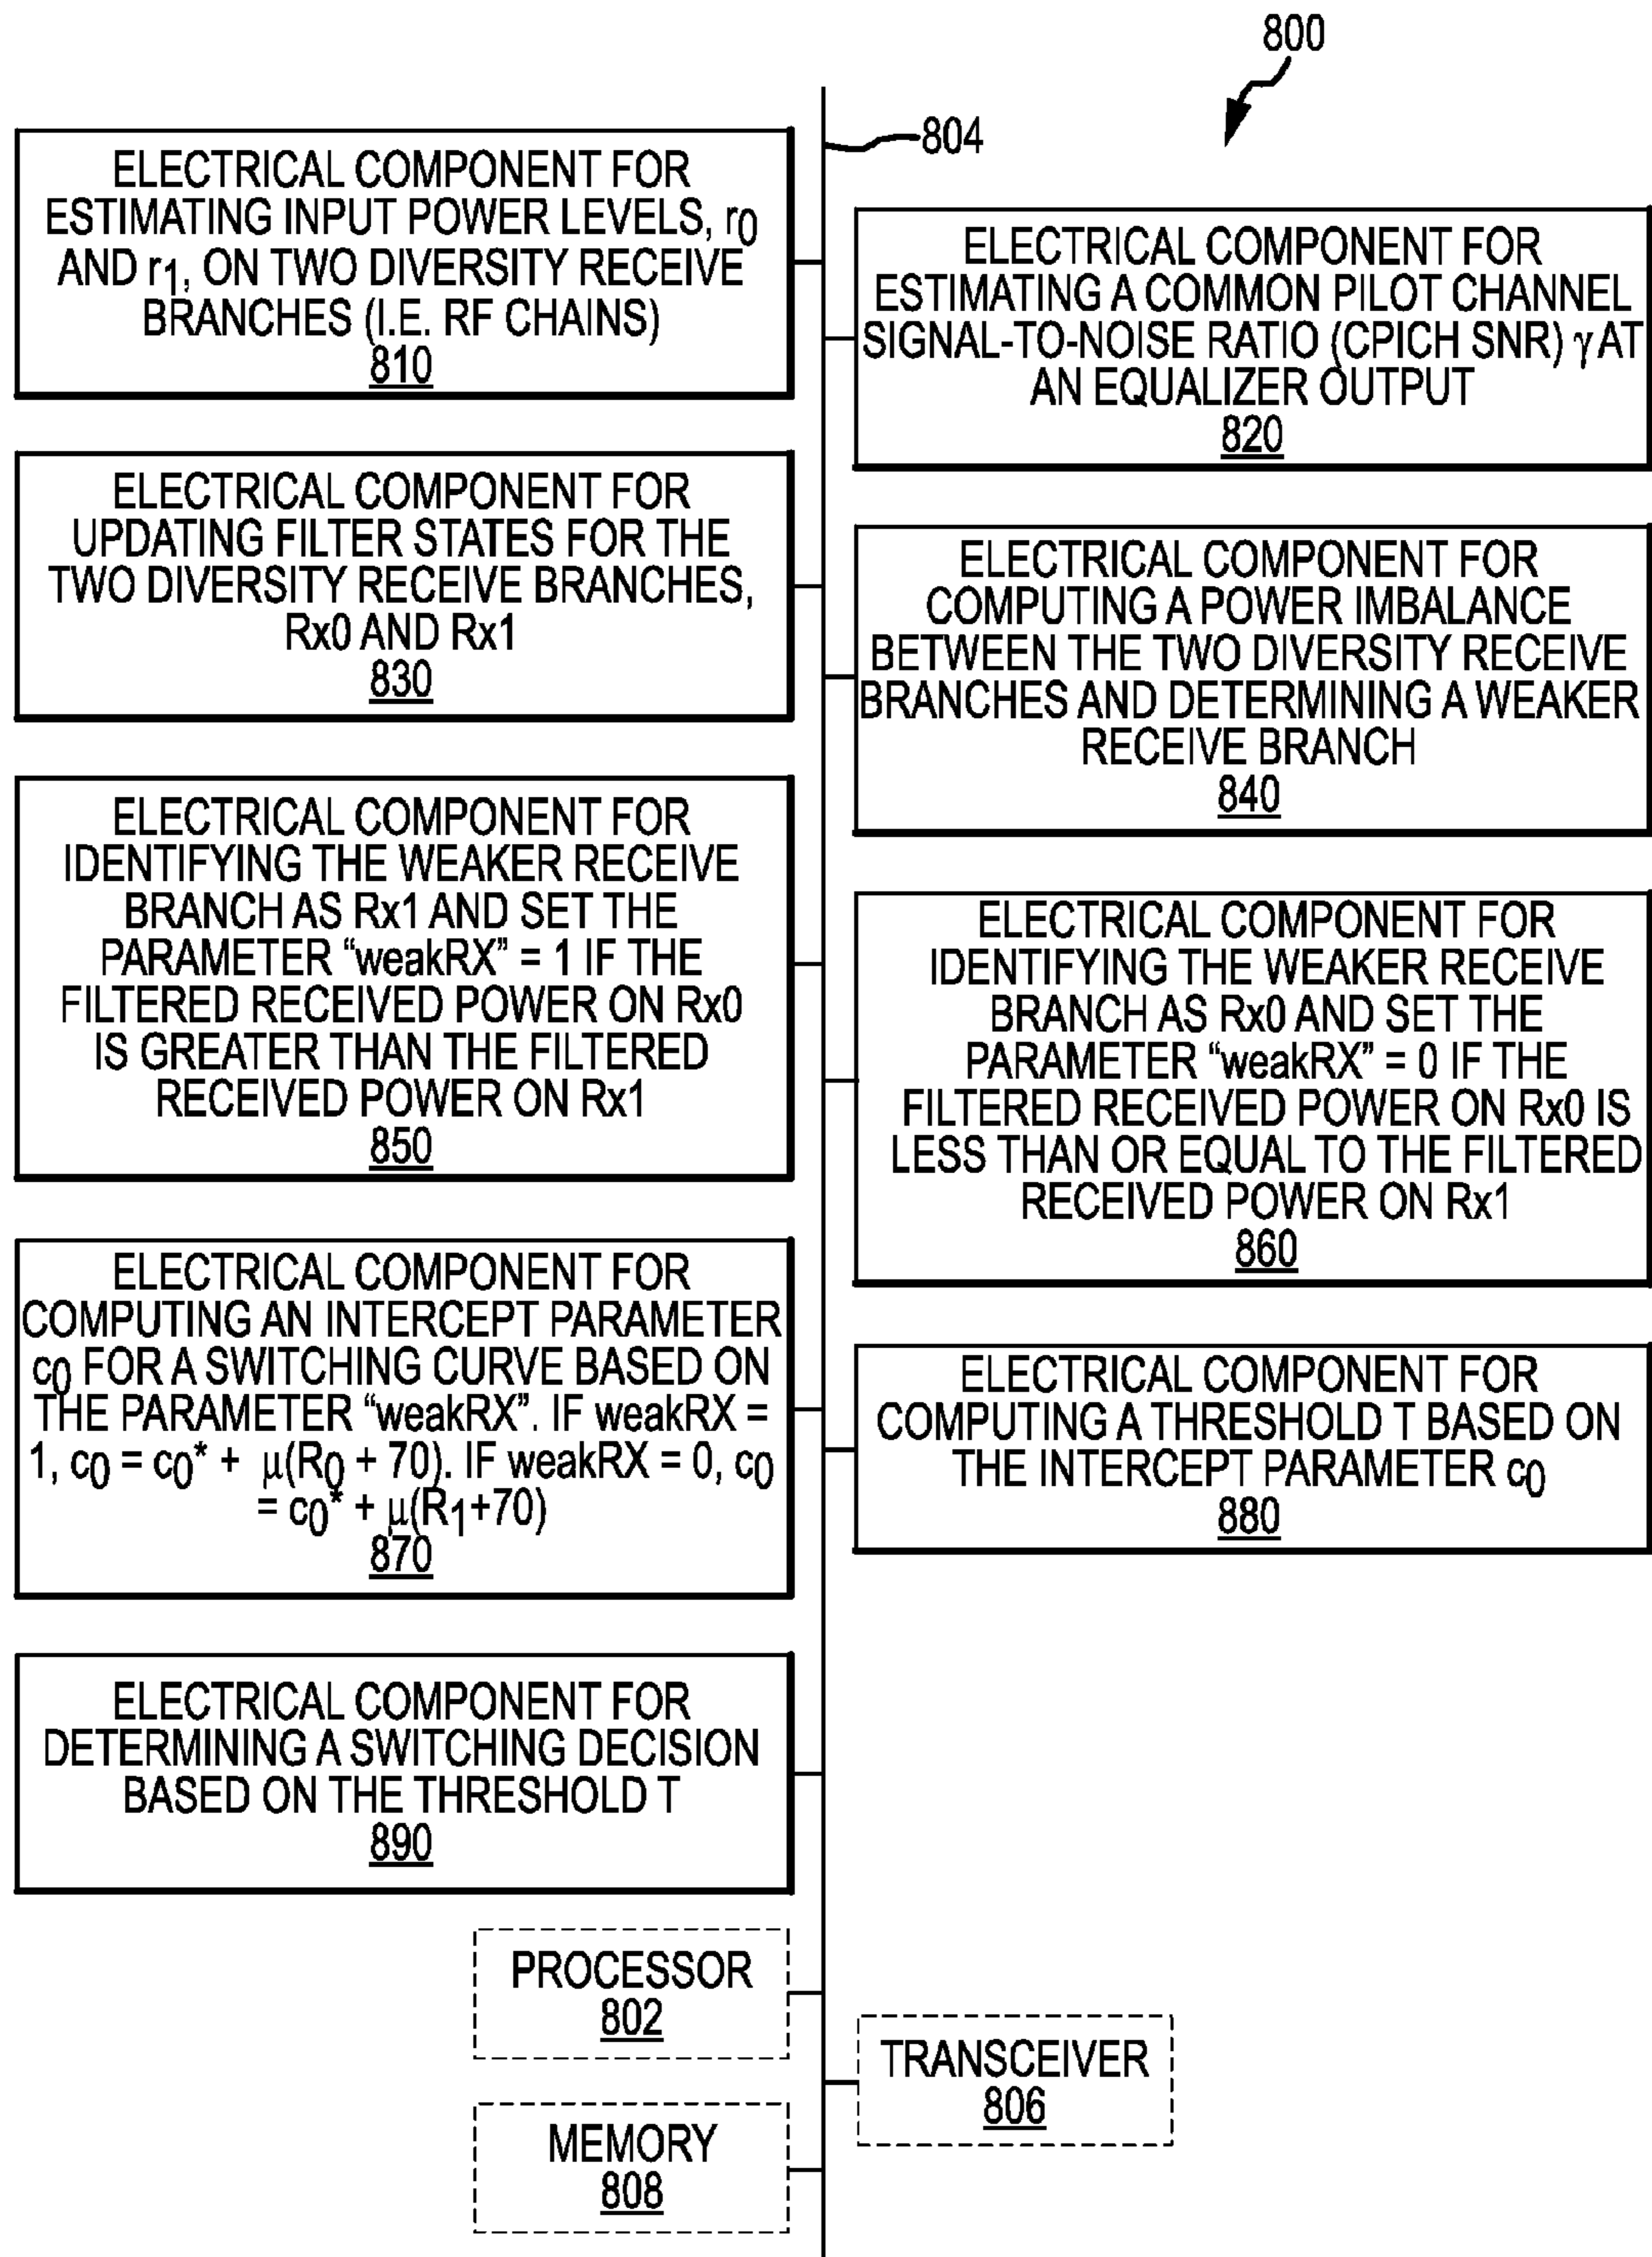 800
804
ELECTRICAL COMPONENT FOR
ESTIMATING INPUT POWER LEVELS, r0
AND r1, ON TWO DIVERSITY RECEIVE
BRANCHES (I.E. RF CHAINS)
810
ELECTRICAL COMPONENT FOR
ESTIMATING A COMMON PILOT CHANNEL
SIGNAL-TO-NOISE RATIO (CPICH SNR) γ AT
AN EQUALIZER OUTPUT
820
ELECTRICAL COMPONENT FOR
UPDATING FILTER STATES FOR THE
TWO DIVERSITY RECEIVE BRANCHES,
Rx0 AND Rx1
830
ELECTRICAL COMPONENT FOR
COMPUTING A POWER IMBALANCE
BETWEEN THE TWO DIVERSITY RECEIVE
BRANCHES AND DETERMINING A WEAKER
RECEIVE BRANCH
840
ELECTRICAL COMPONENT FOR
IDENTIFYING THE WEAKER RECEIVE
BRANCH AS Rx1 AND SET THE
PARAMETER “weakRX” = 1 IF THE
FILTERED RECEIVED POWER ON Rx0
IS GREATER THAN THE FILTERED
RECEIVED POWER ON Rx1
850
ELECTRICAL COMPONENT FOR
IDENTIFYING THE WEAKER RECEIVE
BRANCH AS Rx0 AND SET THE
PARAMETER “weakRX” = 0 IF THE
FILTERED RECEIVED POWER ON Rx0 IS
LESS THAN OR EQUAL TO THE FILTERED
RECEIVED POWER ON Rx1
860
ELECTRICAL COMPONENT FOR
COMPUTING AN INTERCEPT PARAMETER
c0 FOR A SWITCHING CURVE BASED ON
THE PARAMETER “weakRX”. IF weakRX =
1, c0 = c0* + μ(R0 + 70). IF weakRX = 0, c0
= c0* + μ(R1+70)
870
ELECTRICAL COMPONENT FOR
COMPUTING A THRESHOLD T BASED ON
THE INTERCEPT PARAMETER c0
880
ELECTRICAL COMPONENT FOR
DETERMINING A SWITCHING DECISION
BASED ON THE THRESHOLD T
890
PROCESSOR
802
TRANSCEIVER
806
MEMORY
808